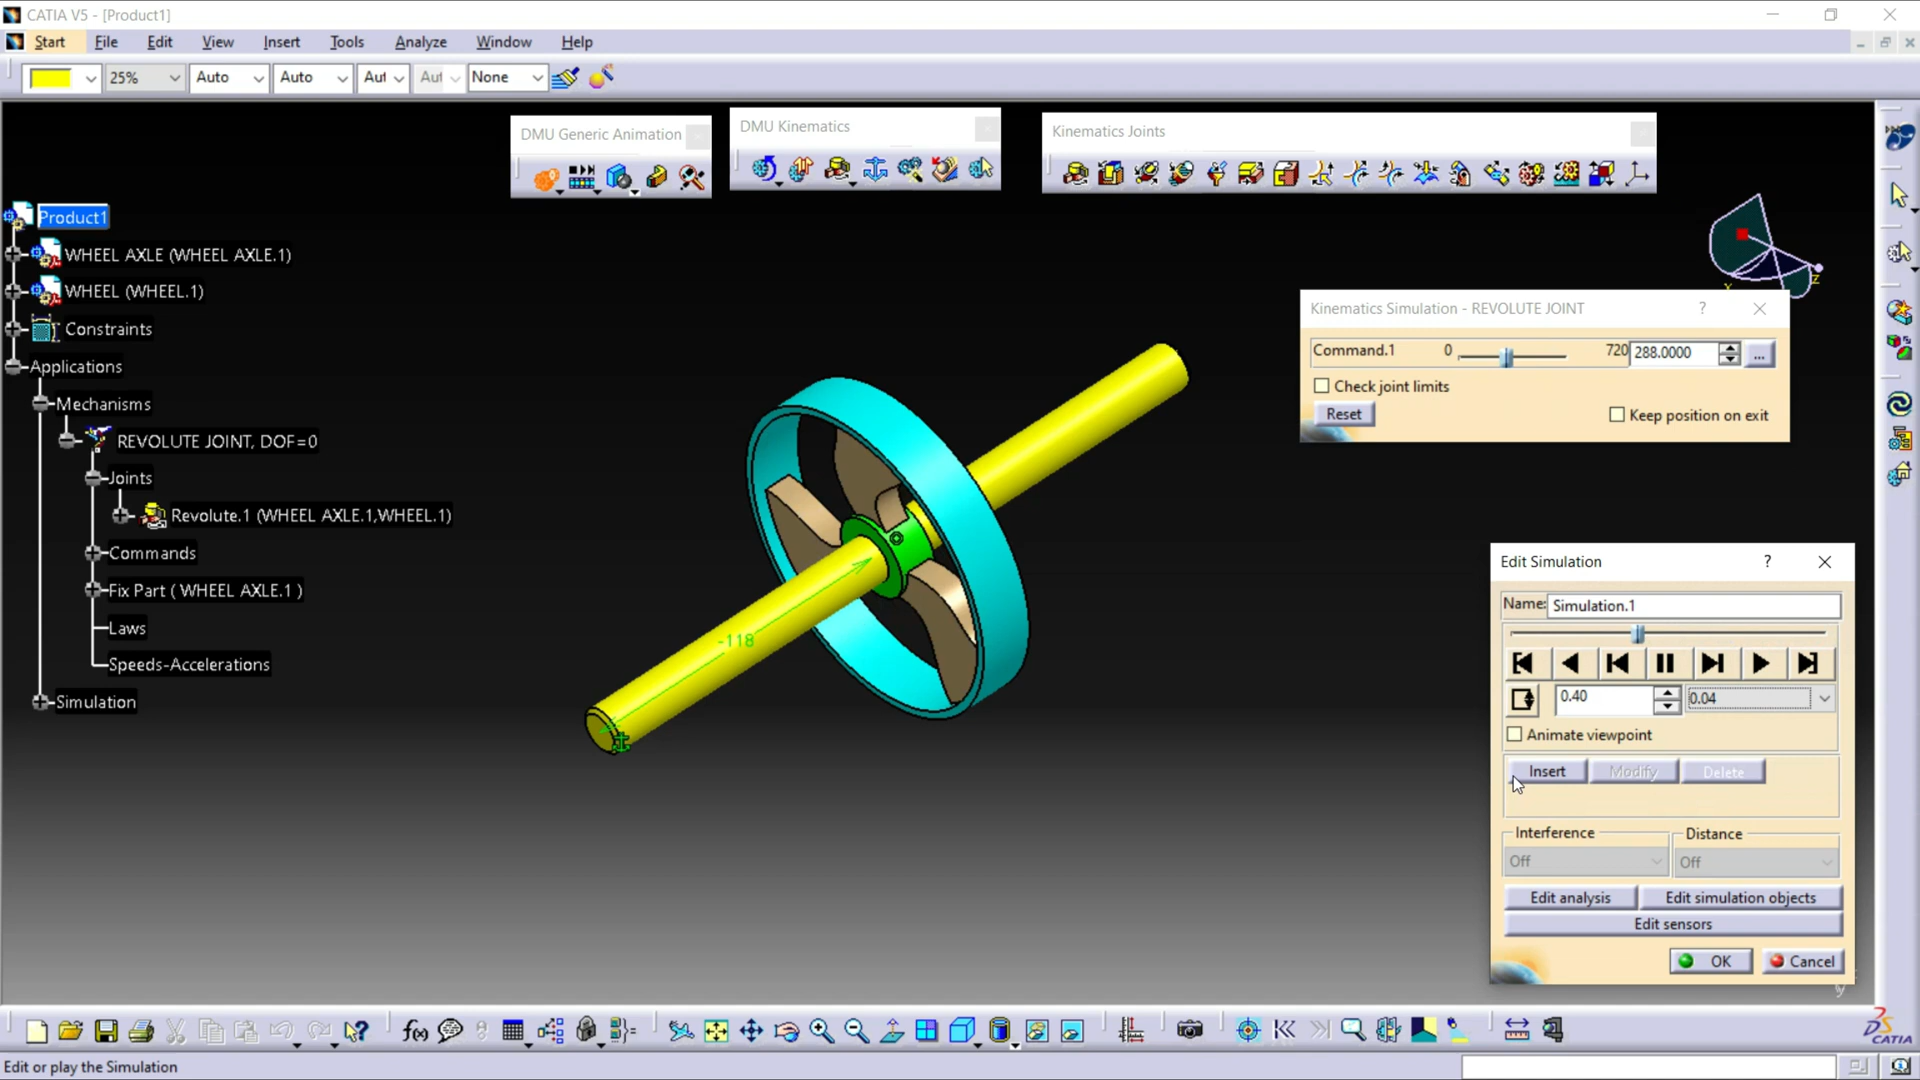 CATIA V5 - [Product1]
Start File Edit View Insert Tools Analyze Window Help
25% Auto Auto Aut Aut None
DMU Generic Animation
DMU Kinematics
Kinematics Joints
Product1
WHEEL AXLE (WHEEL AXLE.1)
WHEEL (WHEEL.1)
Constraints
Applications
Mechanisms
REVOLUTE JOINT, DOF=0
Joints
Revolute.1 (WHEEL AXLE.1,WHEEL.1)
Commands
Fix Part ( WHEEL AXLE.1 )
Laws
Speeds-Accelerations
Simulation
-118
z
Kinematics Simulation - REVOLUTE JOINT ?
Command.1 0 720 288.0000 ...
Check joint limits
Reset Keep position on exit
Edit Simulation ?
Name: Simulation.1
0.40 0.04
Animate viewpoint
Insert Modify Delete
Interference Distance
Off Off
Edit analysis Edit simulation objects
Edit sensors
OK Cancel
y
f(x)
CATIA
Edit or play the Simulation